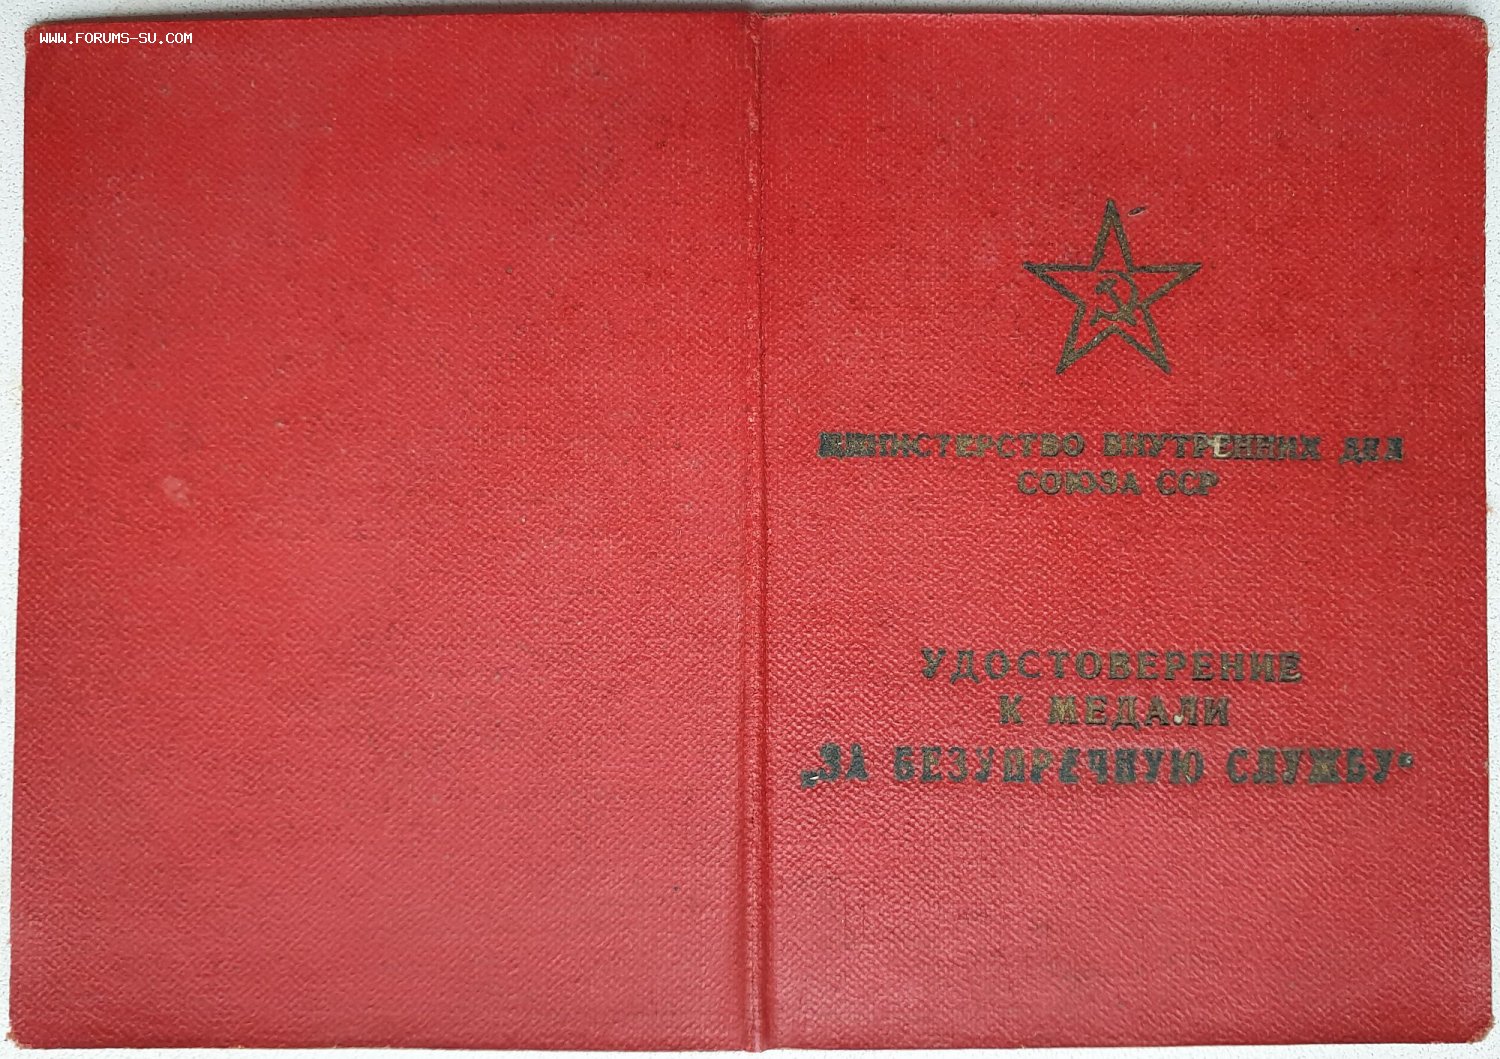 WWW.FORUMS-SU.COM
МИНИСТЕРСТВО ВНУТРЕННИХ ДЕЛ
СОЮЗА ССР
УДОСТОВЕРЕНИЕ
К МЕДАЛИ
„ЗА БЕЗУПРЕЧНУЮ СЛУЖБУ“